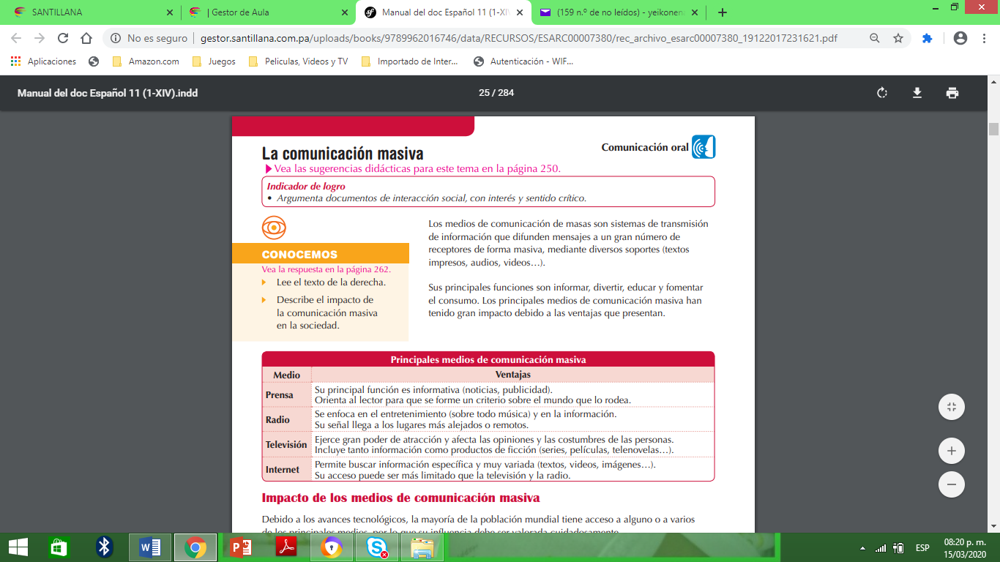 SANTILLANA
| Gestor de Aula
Manual del doc Español 11 (1-XIV
(159 n.º de no leídos) - yeikonen
No es seguro | gestor.santillana.com.pa/uploads/books/9789962016746/data/RECURSOS/ESARC00007380/rec_archivo_esarc00007380_19122017231621.pdf
Aplicaciones
Amazon.com
Juegos
Peliculas, Videos y TV
Importado de Inter...
Autenticación - WIF...
Manual del doc Español 11 (1-XIV).indd
25 / 284
La comunicación masiva
Comunicación oral
Vea las sugerencias didácticas para este tema en la página 250.
Indicador de logro
• Argumenta documentos de interacción social, con interés y sentido crítico.
CONOCEMOS
Vea la respuesta en la página 262.
Lee el texto de la derecha.
Describe el impacto de
la comunicación masiva
en la sociedad.
Los medios de comunicación de masas son sistemas de transmisión
de información que difunden mensajes a un gran número de
receptores de forma masiva, mediante diversos soportes (textos
impresos, audios, videos…).
Sus principales funciones son informar, divertir, educar y fomentar
el consumo. Los principales medios de comunicación masiva han
tenido gran impacto debido a las ventajas que presentan.
Principales medios de comunicación masiva
Medio
Ventajas
Prensa
Su principal función es informativa (noticias, publicidad).
Orienta al lector para que se forme un criterio sobre el mundo que lo rodea.
Radio
Se enfoca en el entretenimiento (sobre todo música) y en la información.
Su señal llega a los lugares más alejados o remotos.
Televisión
Ejerce gran poder de atracción y afecta las opiniones y las costumbres de las personas.
Incluye tanto información como productos de ficción (series, películas, telenovelas…).
Internet
Permite buscar información específica y muy variada (textos, videos, imágenes…).
Su acceso puede ser más limitado que la televisión y la radio.
Impacto de los medios de comunicación masiva
Debido a los avances tecnológicos, la mayoría de la población mundial tiene acceso a alguno o a varios
de los principales medios, por lo que su influencia debe ser valorada cuidadosamente.
ESP
08:20 p. m.
15/03/2020